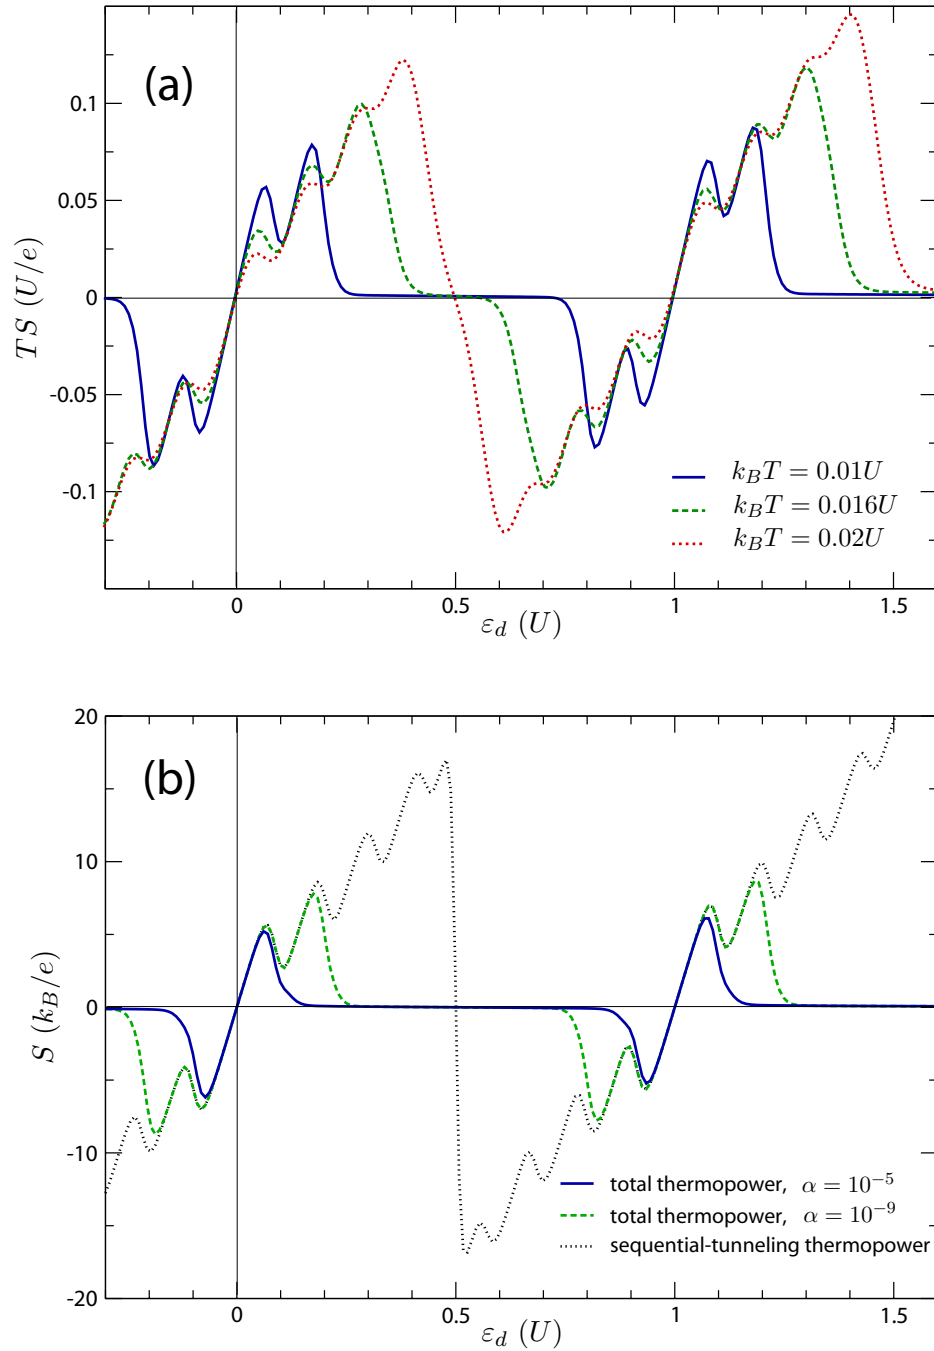 (a)
TS (U/e)
0.1
0.05
0
-0.05
-0.1
k_BT = 0.01U
k_BT = 0.016U
k_BT = 0.02U
0 0.5 1 1.5
ε_d (U)
(b)
S (k_B/e)
20
10
0
-10
-20
total thermopower, α = 10^{-5}
total thermopower, α = 10^{-9}
sequential-tunneling thermopower
0 0.5 1 1.5
ε_d (U)